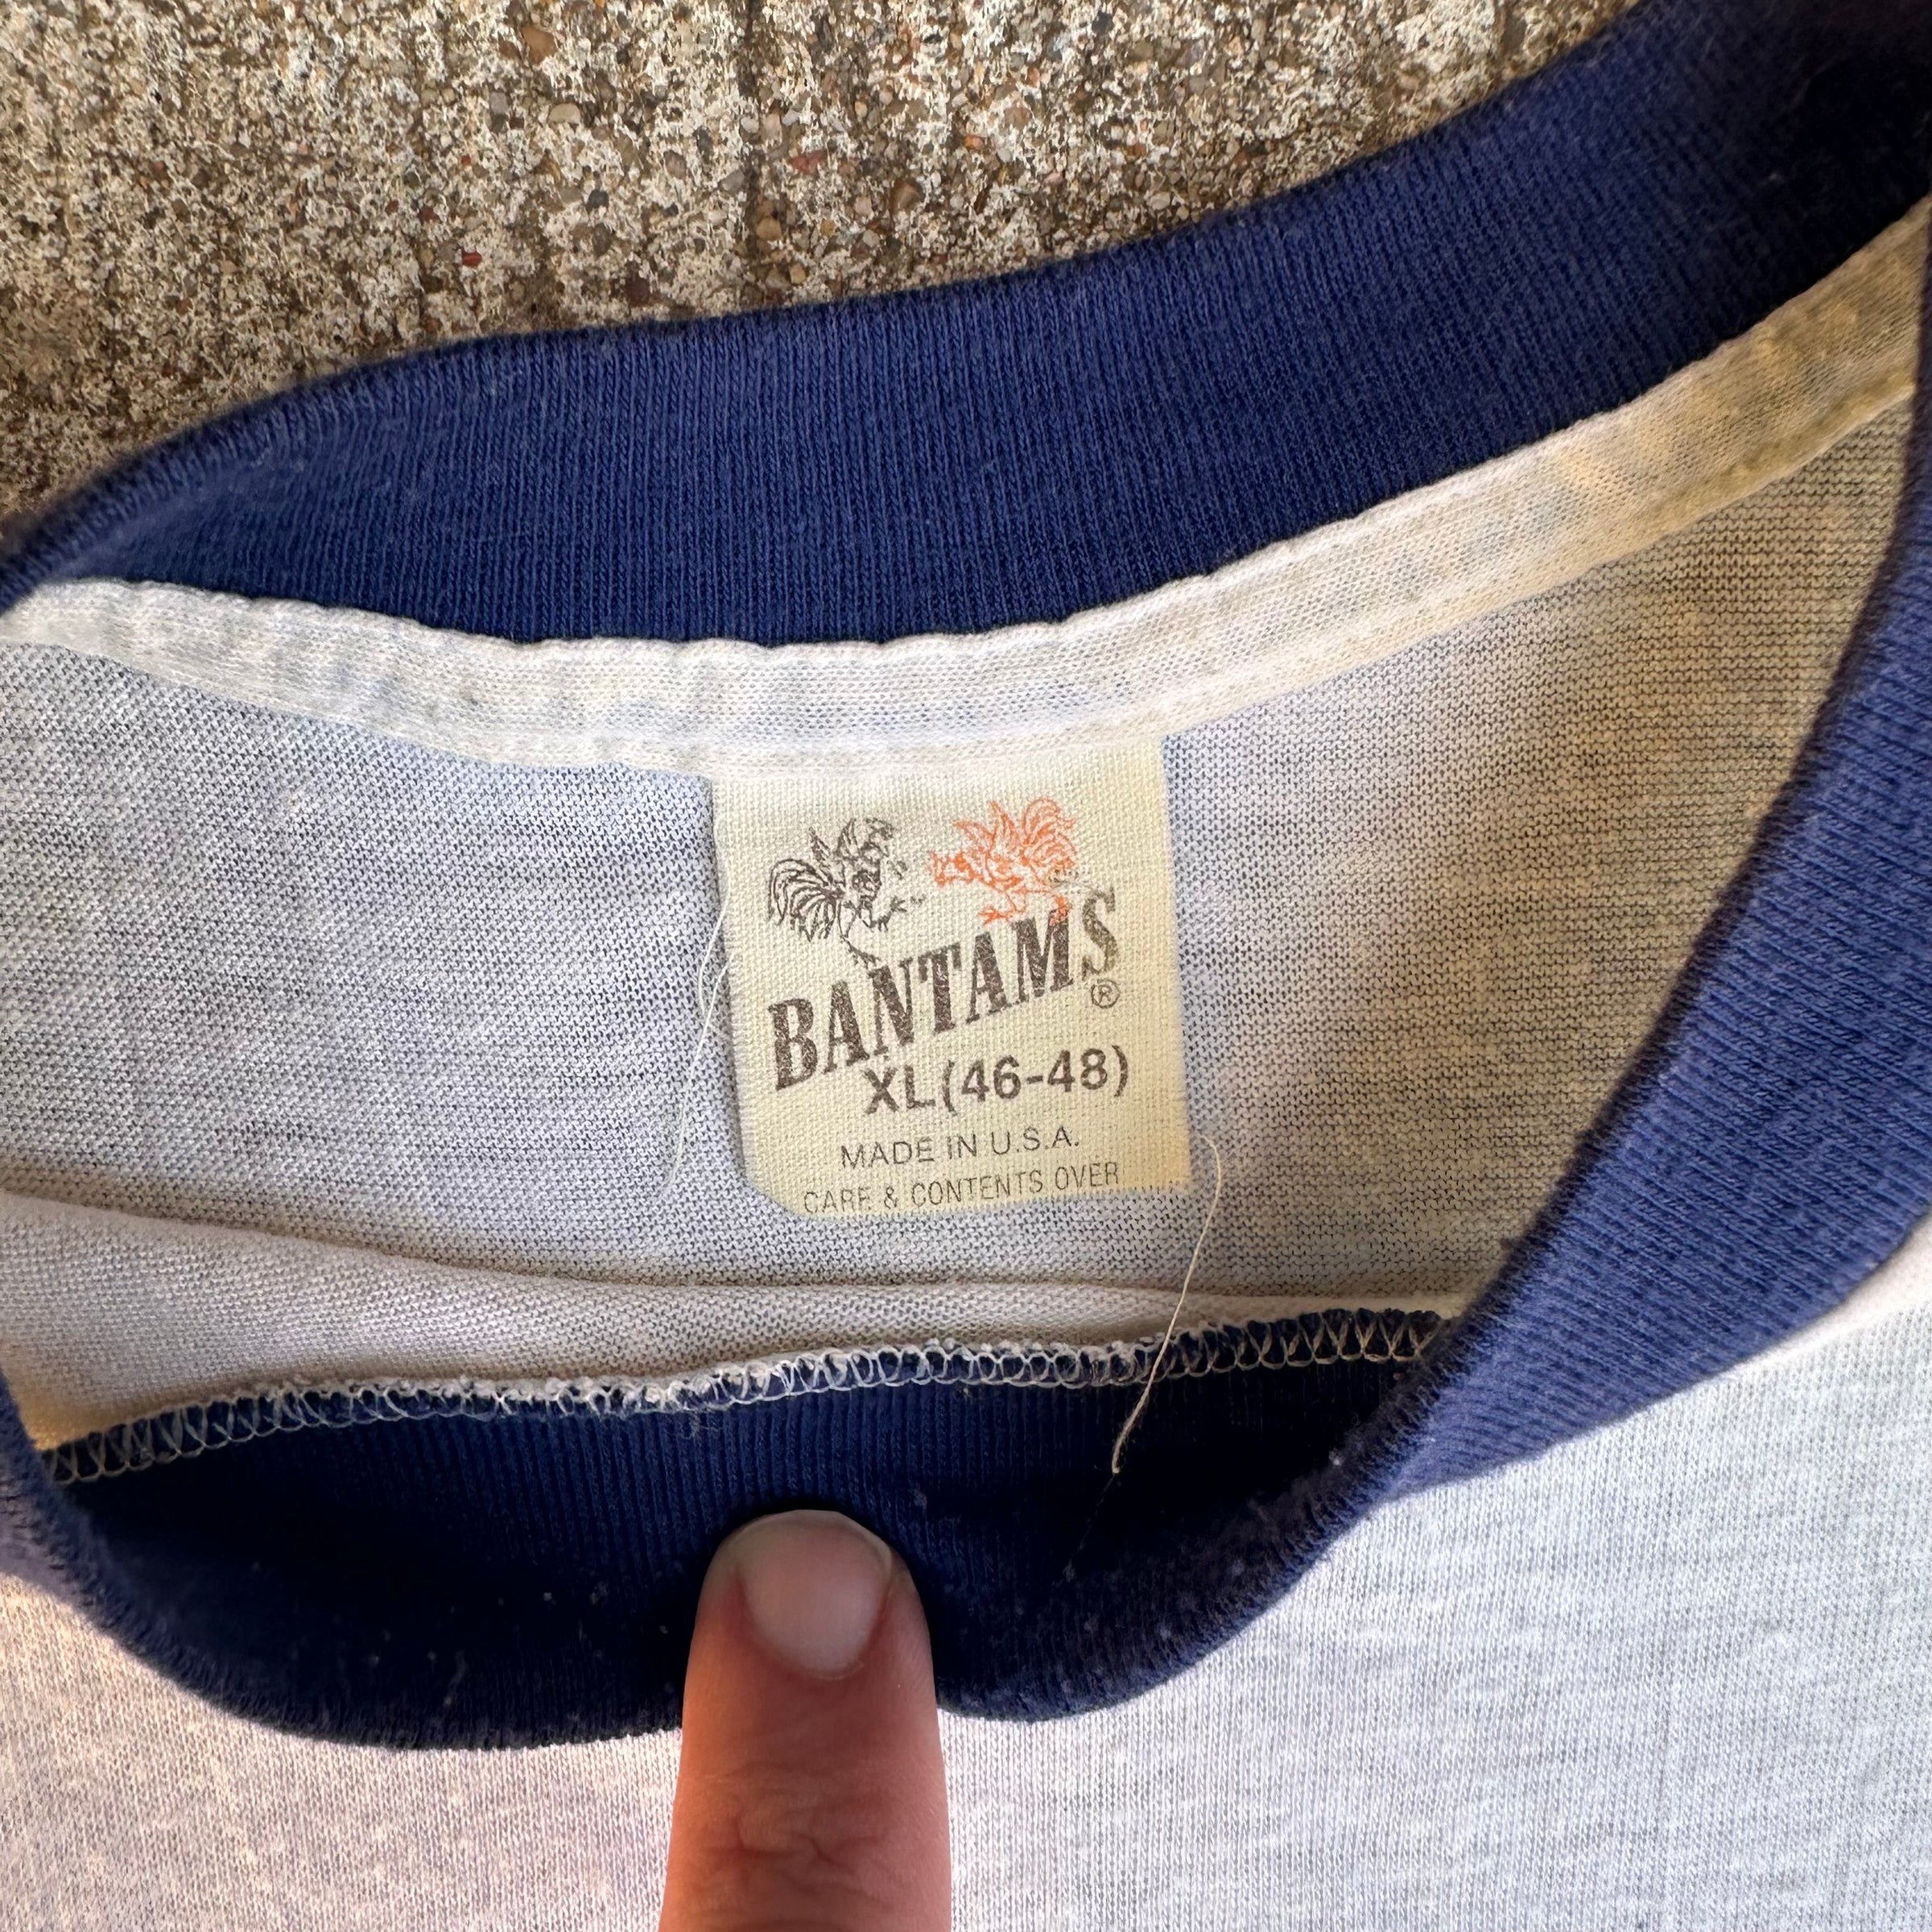 BANTAMS®
XL(46-48)
MADE IN U.S.A.
CARE & CONTENTS OVER